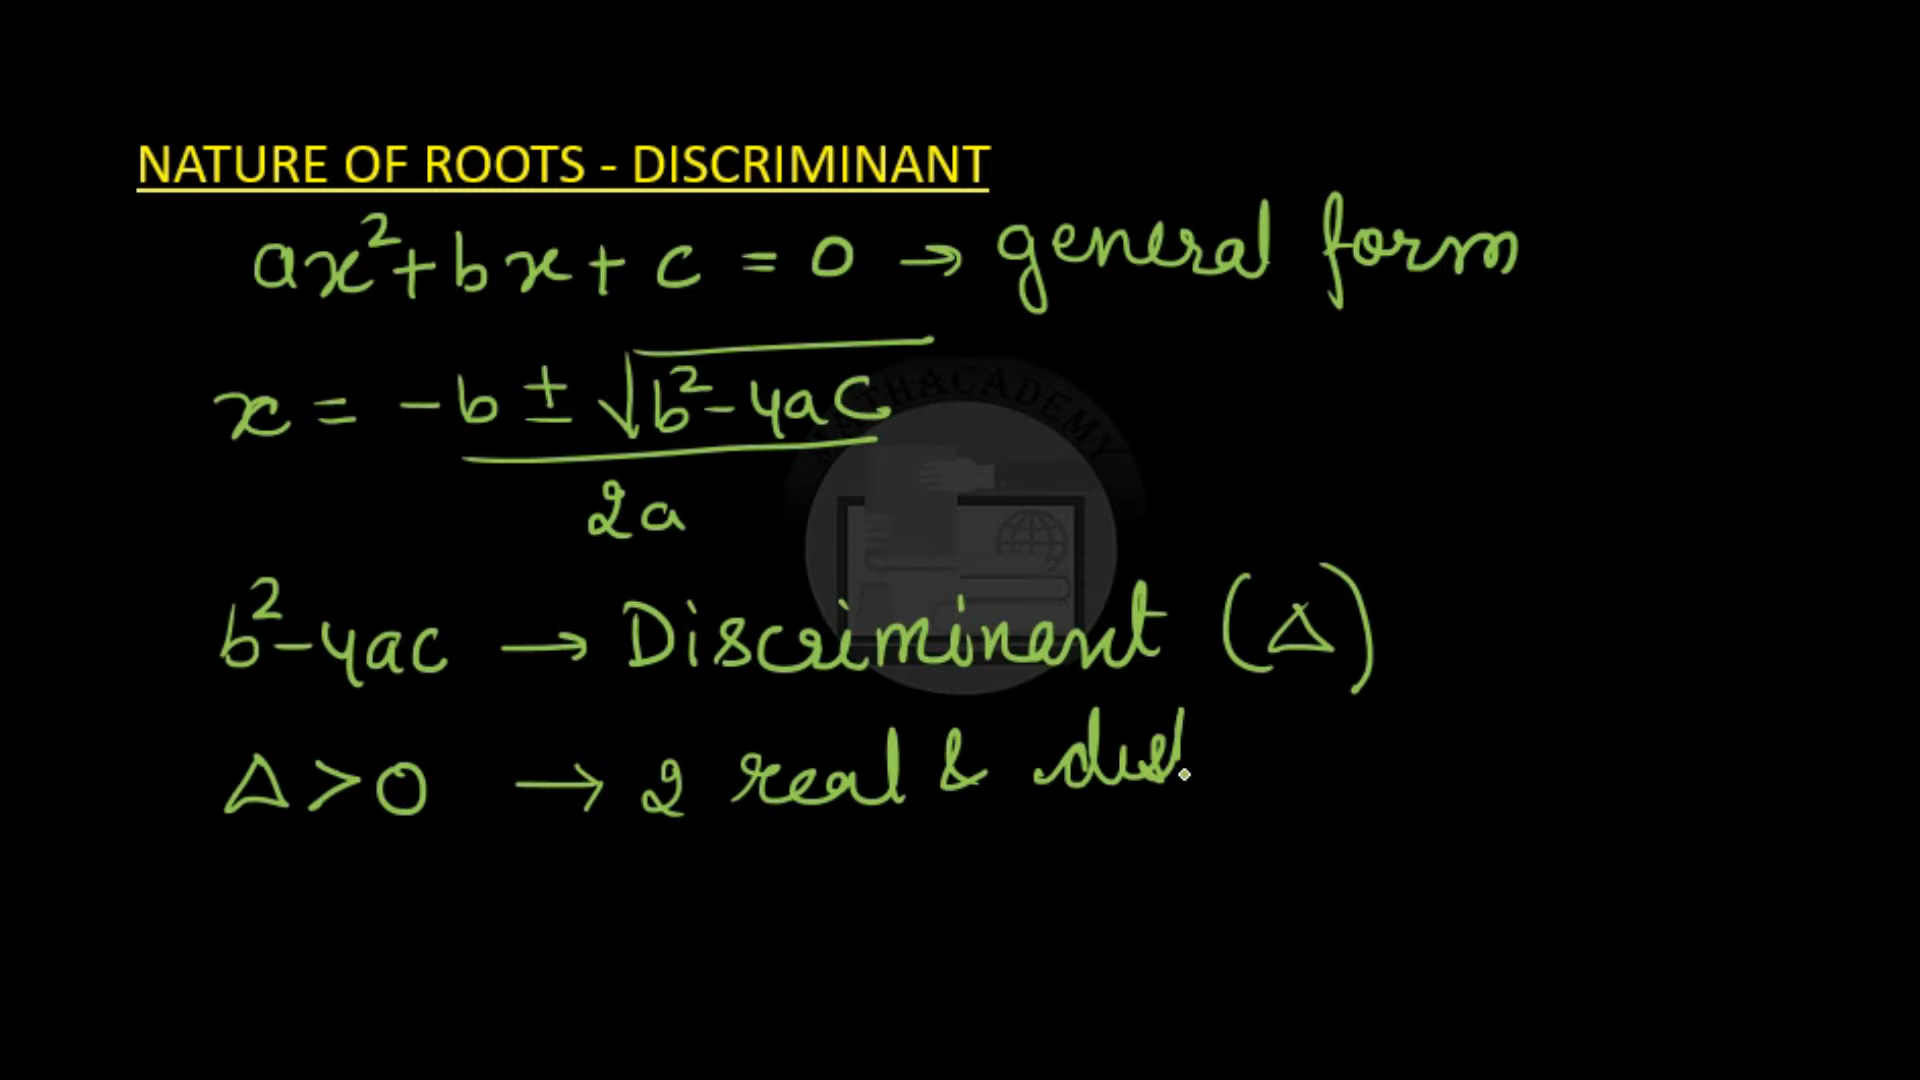 NATURE OF ROOTS - DISCRIMINANT
ax²+bx+c = 0 → general form
x = -b ± √b²-4ac
2a
b²-4ac → Discriminant (Δ)
Δ>0 → 2 real & dist
MATHACADEMY